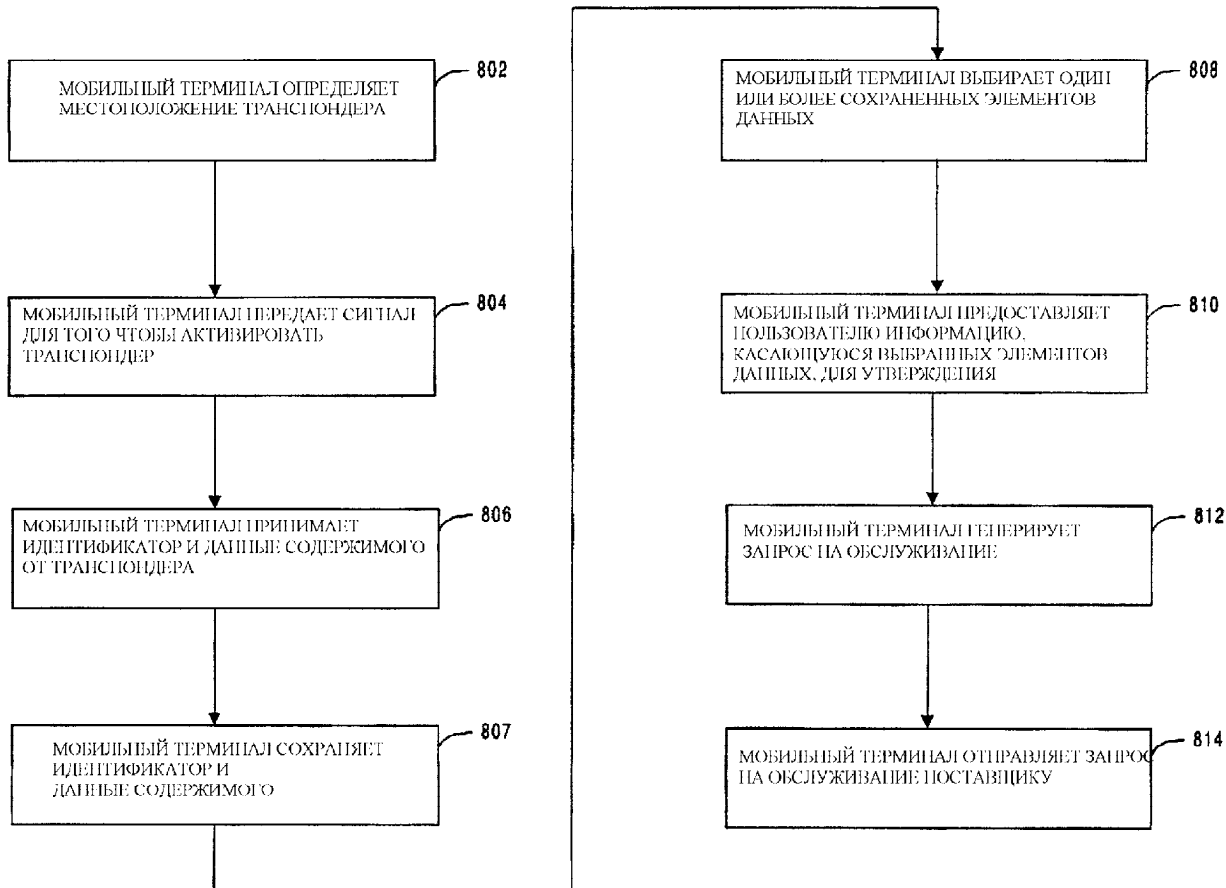 МОБИЛЬНЫЙ ТЕРМИНАЛ ОПРЕДЕЛЯЕТ
МЕСТОПОЛОЖЕНИЕ ТРАНСПОНДЕРА
802
МОБИЛЬНЫЙ ТЕРМИНАЛ ПЕРЕДАЕТ СИГНАЛ
ДЛЯ ТОГО ЧТОБЫ АКТИВИРОВАТЬ
ТРАНСПОНДЕР
804
МОБИЛЬНЫЙ ТЕРМИНАЛ ПРИНИМАЕТ
ИДЕНТИФИКАТОР И ДАННЫЕ СОДЕРЖИМОГО
ОТ ТРАНСПОНДЕРА
806
МОБИЛЬНЫЙ ТЕРМИНАЛ СОХРАНЯЕТ
ИДЕНТИФИКАТОР И
ДАННЫЕ СОДЕРЖИМОГО
807
МОБИЛЬНЫЙ ТЕРМИНАЛ ВЫБИРАЕТ ОДИН
ИЛИ БОЛЕЕ СОХРАНЕННЫХ ЭЛЕМЕНТОВ
ДАННЫХ
808
МОБИЛЬНЫЙ ТЕРМИНАЛ ПРЕДОСТАВЛЯЕТ
ПОЛЬЗОВАТЕЛЮ ИНФОРМАЦИЮ,
КАСАЮЩУЮСЯ ВЫБРАННЫХ ЭЛЕМЕНТОВ
ДАННЫХ, ДЛЯ УТВЕРЖДЕНИЯ
810
МОБИЛЬНЫЙ ТЕРМИНАЛ ГЕНЕРИРУЕТ
ЗАПРОС НА ОБСЛУЖИВАНИЕ
812
МОБИЛЬНЫЙ ТЕРМИНАЛ ОТПРАВЛЯЕТ ЗАПРОС
НА ОБСЛУЖИВАНИЕ ПОСТАВЩИКУ
814